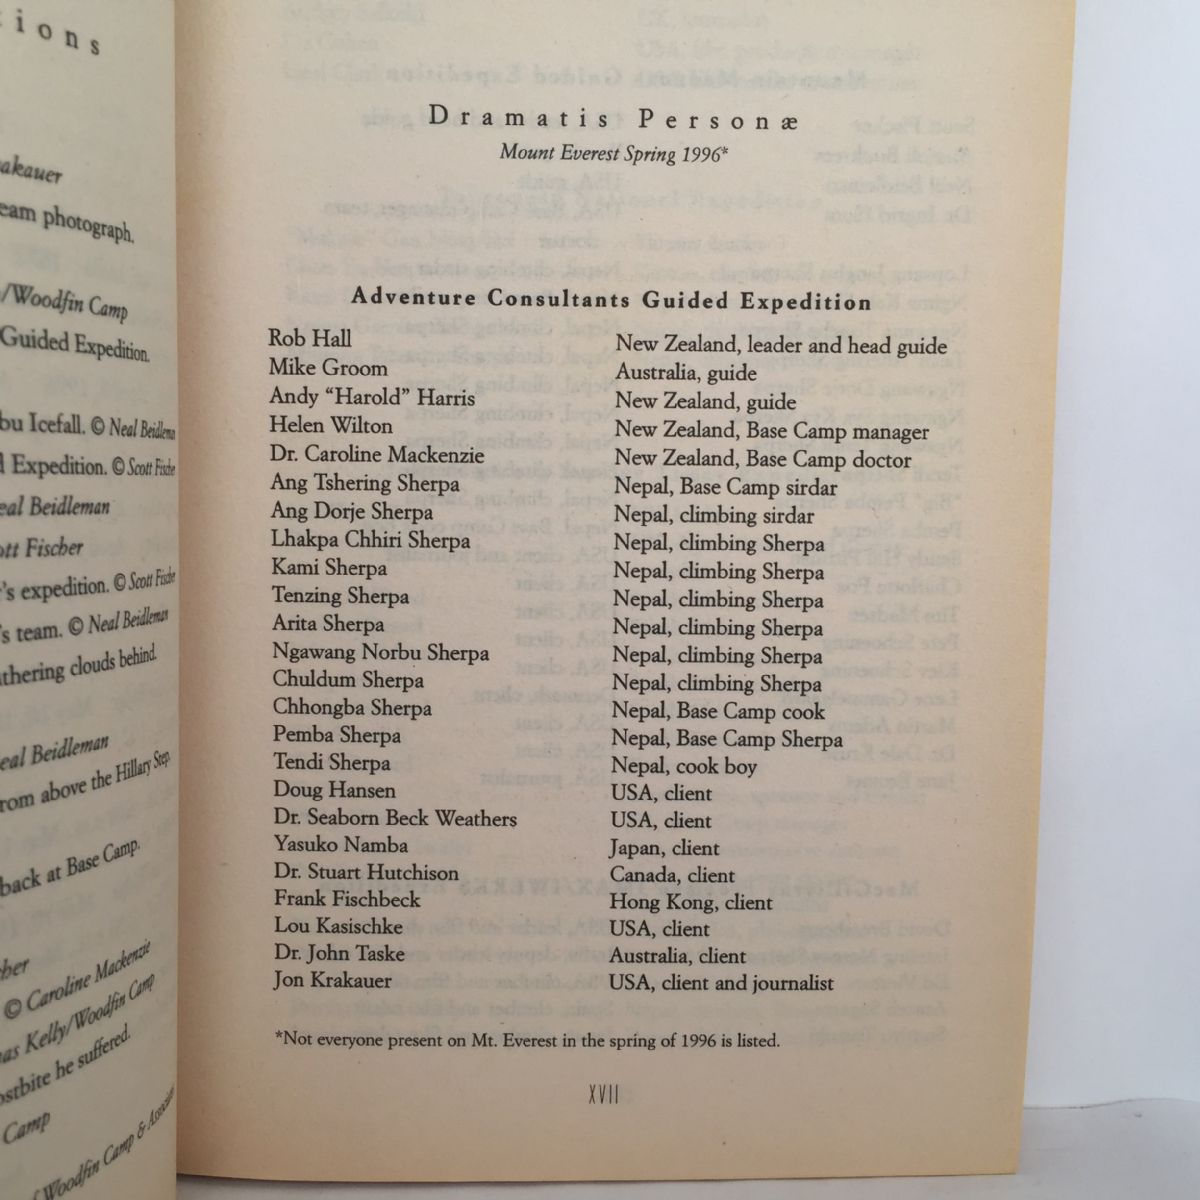 tions
akauer
eam photograph.
/Woodfin Camp
Guided Expedition.
bu Icefall. © Neal Beidlema
d Expedition. © Scott Fische
eal Beidleman
ott Fischer
's expedition. © Scott Fische
's team. © Neal Beidleman
thering clouds behind.
eal Beidleman
rom above the Hillary Step.
back at Base Camp.
cher
© Caroline Mackenzie
as Kelly/Woodfin Camp
ostbite he suffered.
Camp
Woodfin Camp & Associates
Dramatis Personæ
Mount Everest Spring 1996*
Adventure Consultants Guided Expedition
Rob Hall New Zealand, leader and head guide
Mike Groom Australia, guide
Andy “Harold” Harris New Zealand, guide
Helen Wilton New Zealand, Base Camp manager
Dr. Caroline Mackenzie New Zealand, Base Camp doctor
Ang Tshering Sherpa Nepal, Base Camp sirdar
Ang Dorje Sherpa Nepal, climbing sirdar
Lhakpa Chhiri Sherpa Nepal, climbing Sherpa
Kami Sherpa Nepal, climbing Sherpa
Tenzing Sherpa Nepal, climbing Sherpa
Arita Sherpa Nepal, climbing Sherpa
Ngawang Norbu Sherpa Nepal, climbing Sherpa
Chuldum Sherpa Nepal, climbing Sherpa
Chhongba Sherpa Nepal, Base Camp cook
Pemba Sherpa Nepal, Base Camp Sherpa
Tendi Sherpa Nepal, cook boy
Doug Hansen USA, client
Dr. Seaborn Beck Weathers USA, client
Yasuko Namba Japan, client
Dr. Stuart Hutchison Canada, client
Frank Fischbeck Hong Kong, client
Lou Kasischke USA, client
Dr. John Taske Australia, client
Jon Krakauer USA, client and journalist
*Not everyone present on Mt. Everest in the spring of 1996 is listed.
XVII